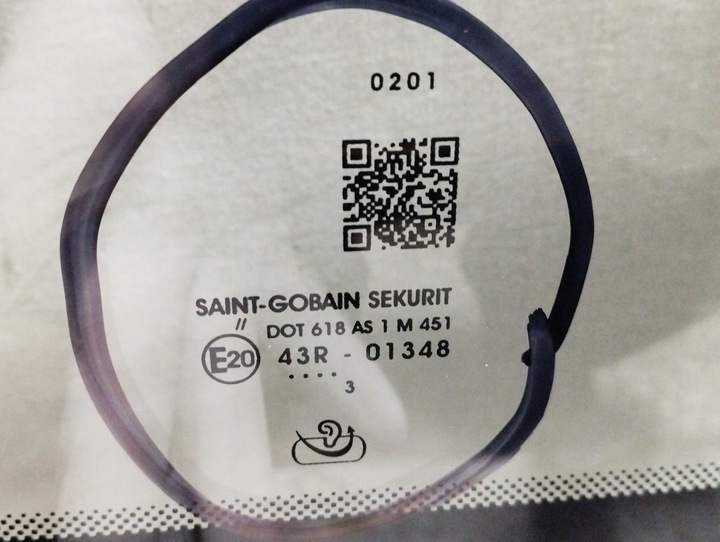 0201
SAINT-GOBAIN SEKURIT
// DOT 618 AS 1 M 451
E20 43R - 01348
....
3